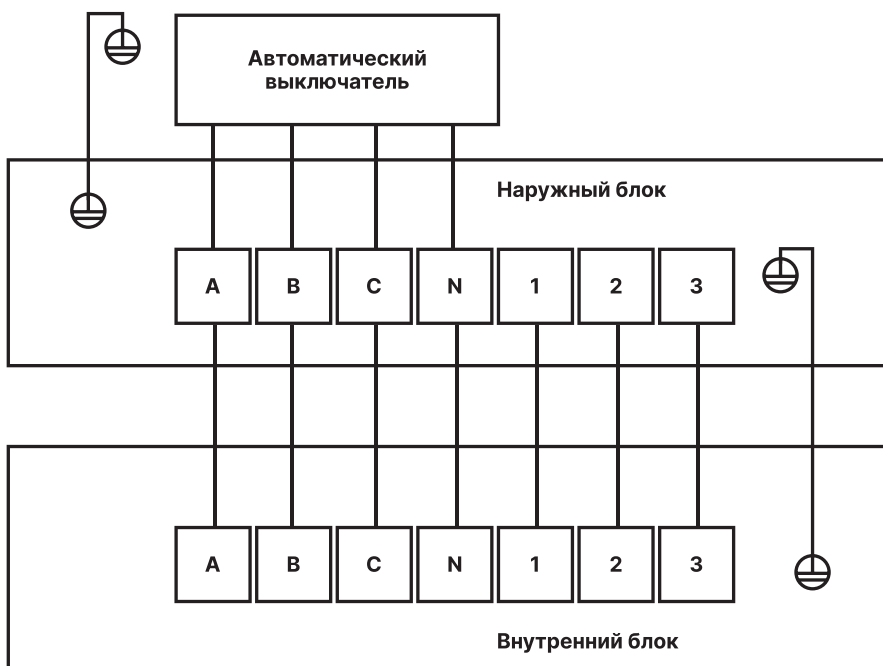 Автоматический
выключатель
Наружный блок
A B C N 1 2 3
A B C N 1 2 3
Внутренний блок